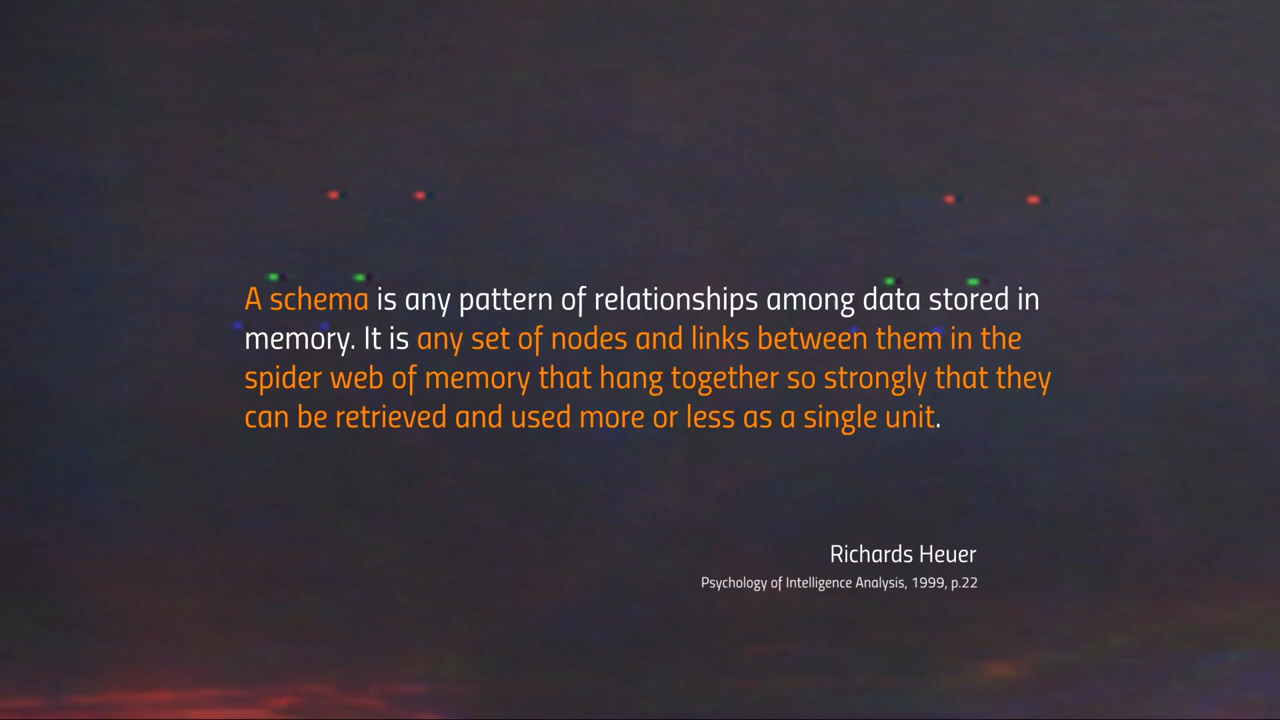 A schema is any pattern of relationships among data stored in
memory. It is any set of nodes and links between them in the
spider web of memory that hang together so strongly that they
can be retrieved and used more or less as a single unit.
Richards Heuer
Psychology of Intelligence Analysis, 1999, p.22